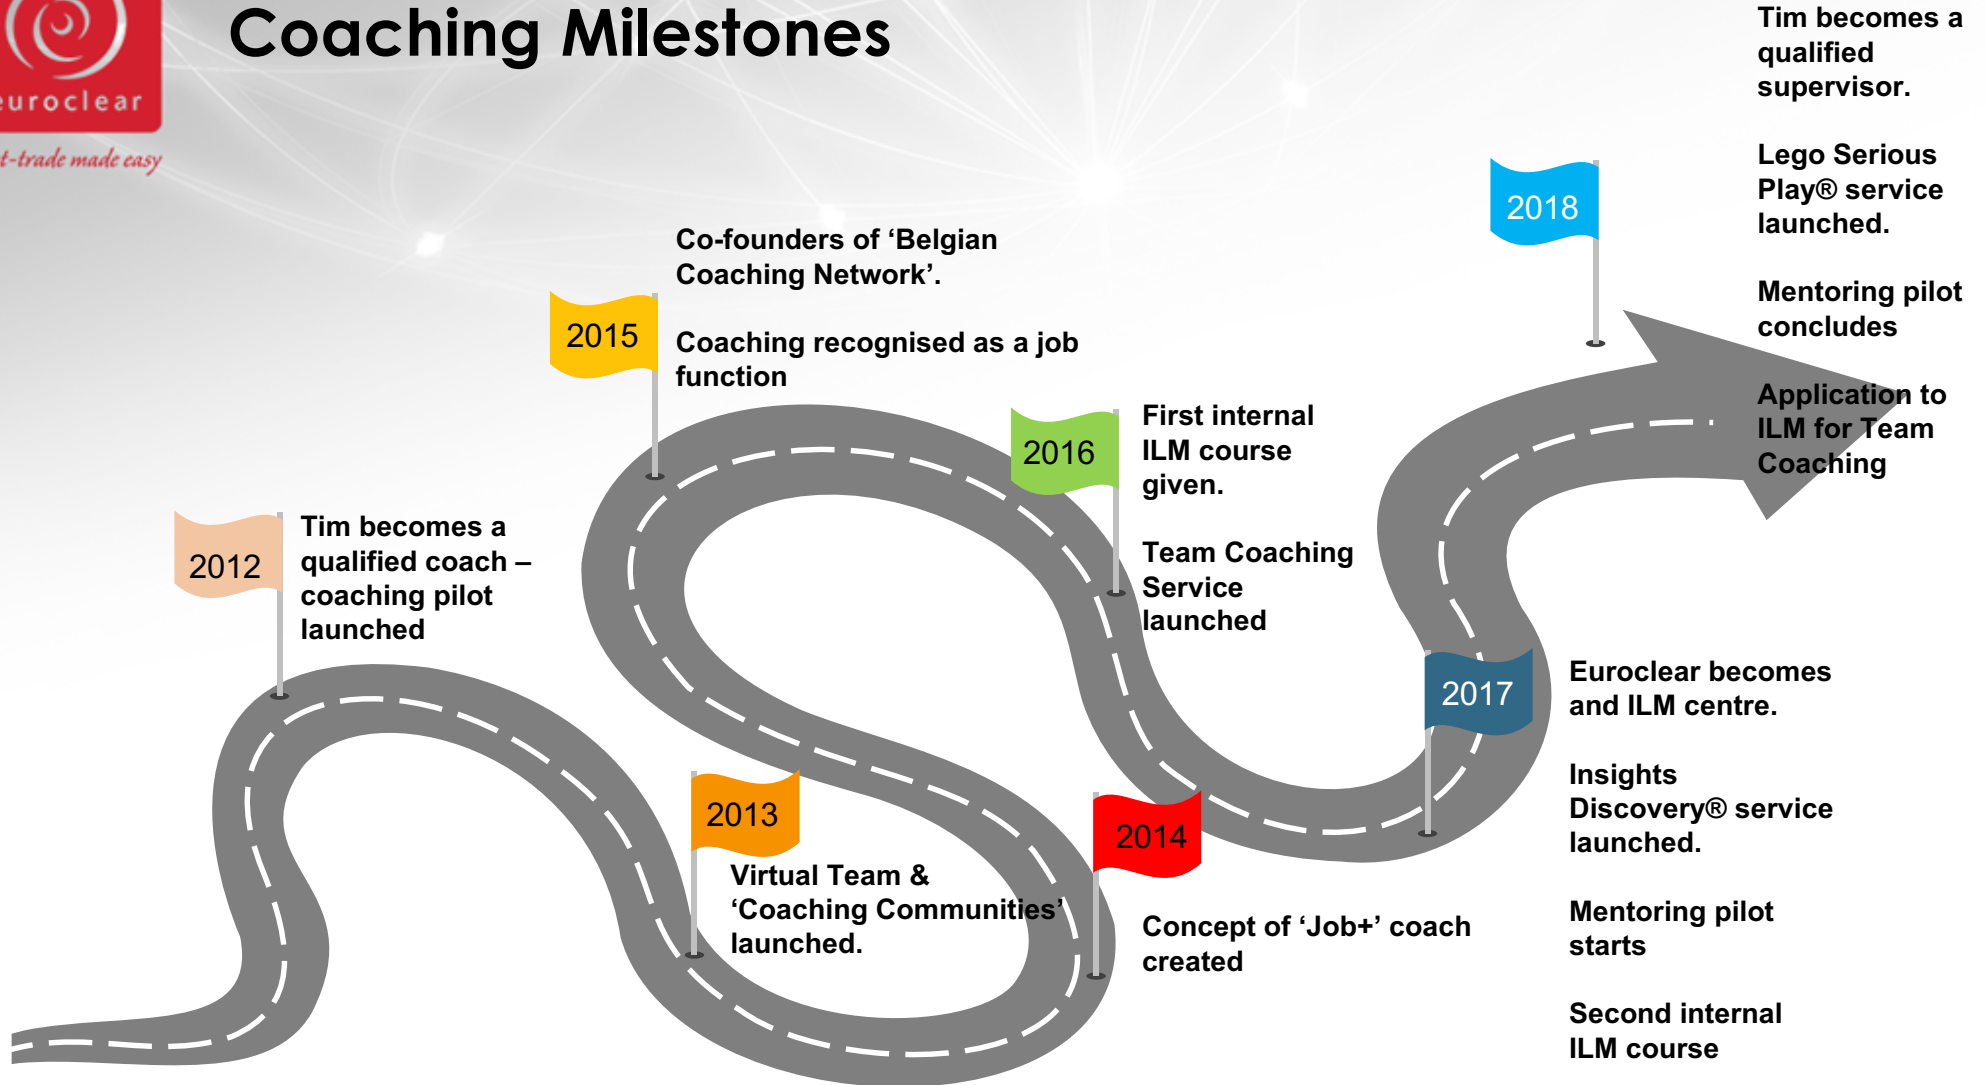 Coaching Milestones
euroclear
t-trade made easy
2012
Tim becomes a
qualified coach –
coaching pilot
launched
2013
Virtual Team &
‘Coaching Communities’
launched.
2014
Concept of ‘Job+’ coach
created
2015
Co-founders of ‘Belgian
Coaching Network’.
Coaching recognised as a job
function
2016
First internal
ILM course
given.
Team Coaching
Service
launched
2017
Euroclear becomes
and ILM centre.
Insights
Discovery® service
launched.
Mentoring pilot
starts
Second internal
ILM course
2018
Tim becomes a
qualified
supervisor.
Lego Serious
Play® service
launched.
Mentoring pilot
concludes
Application to
ILM for Team
Coaching